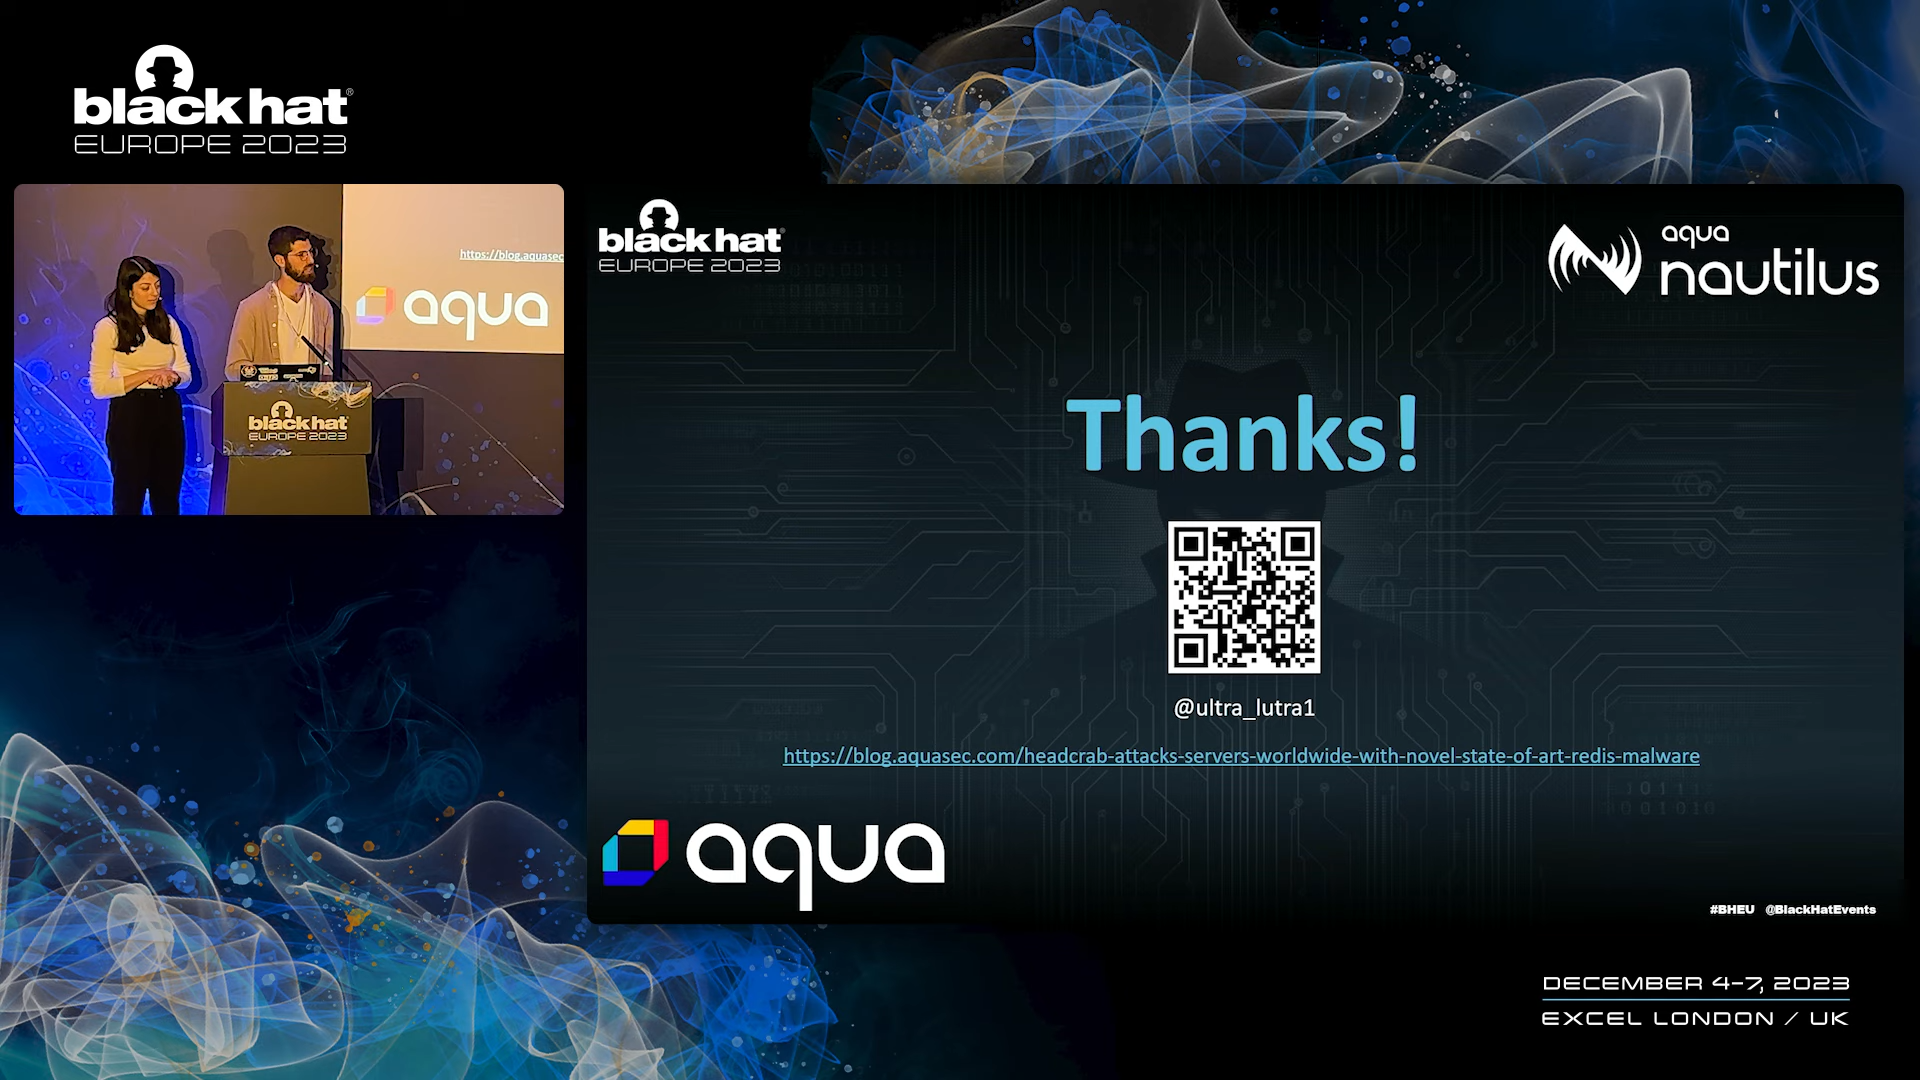 black hat®
EUROPE 2023
https://blog.aquasec
aqua
black hat
EUROPE 2023
black hat
EUROPE 2023
aqua
nautilus
Thanks!
@ultra_lutra1
https://blog.aquasec.com/headcrab-attacks-servers-worldwide-with-novel-state-of-art-redis-malware
aqua
#BHEU @BlackHatEvents
DECEMBER 4-7, 2023
EXCEL LONDON / UK